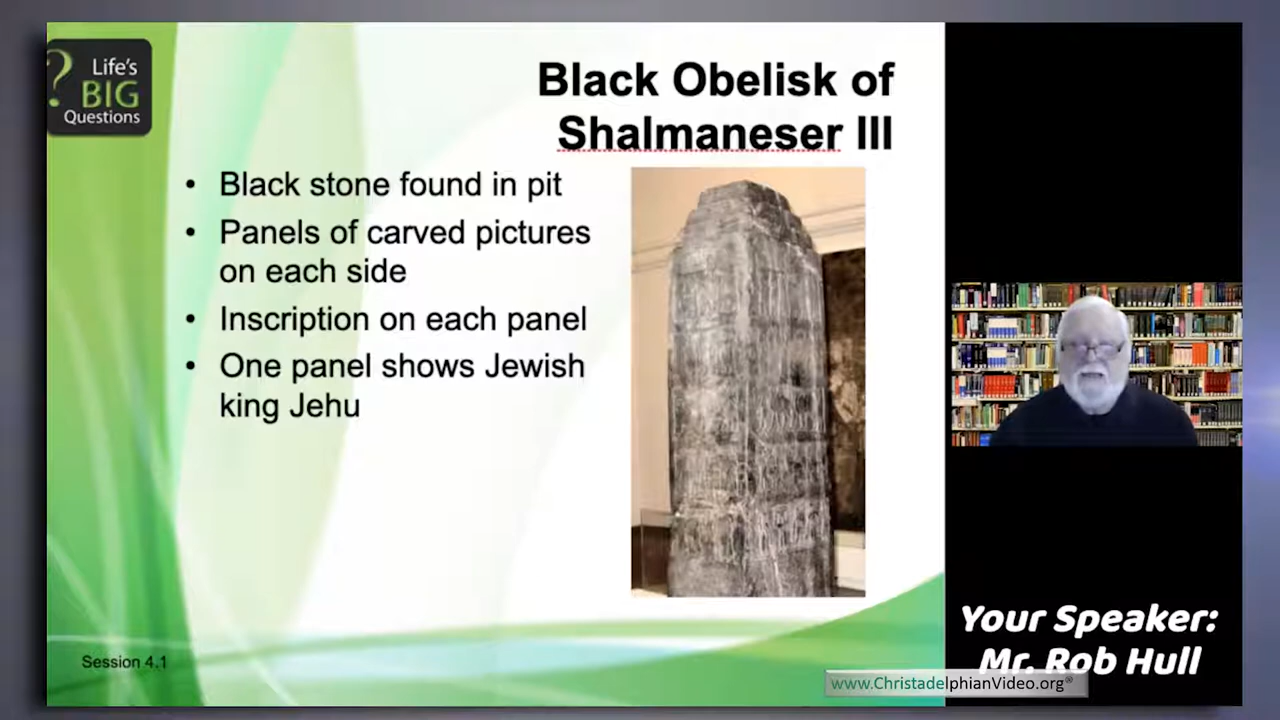 ?
Life's
BIG
Questions
Black Obelisk of
Shalmaneser III
• Black stone found in pit
• Panels of carved pictures
on each side
• Inscription on each panel
• One panel shows Jewish
king Jehu
Session 4.1
Your Speaker:
Mr. Rob Hull
www.ChristadelphianVideo.org®